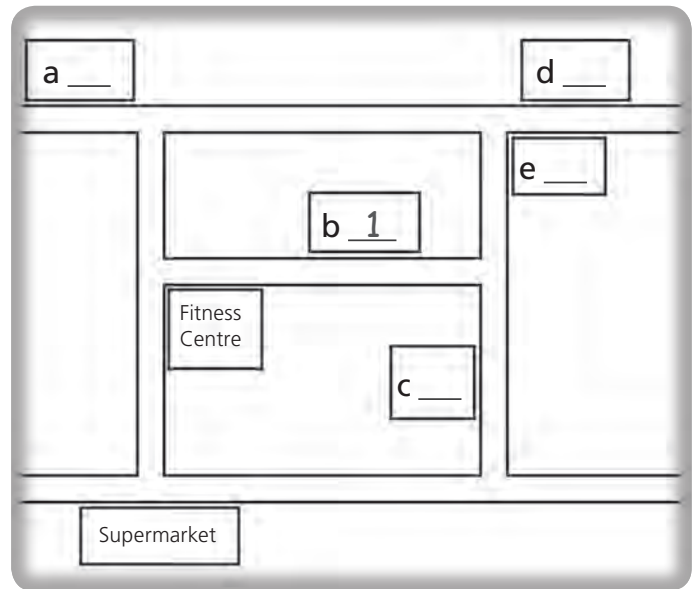 a ___
d ___
e ___
b 1
Fitness
Centre
c ___
Supermarket